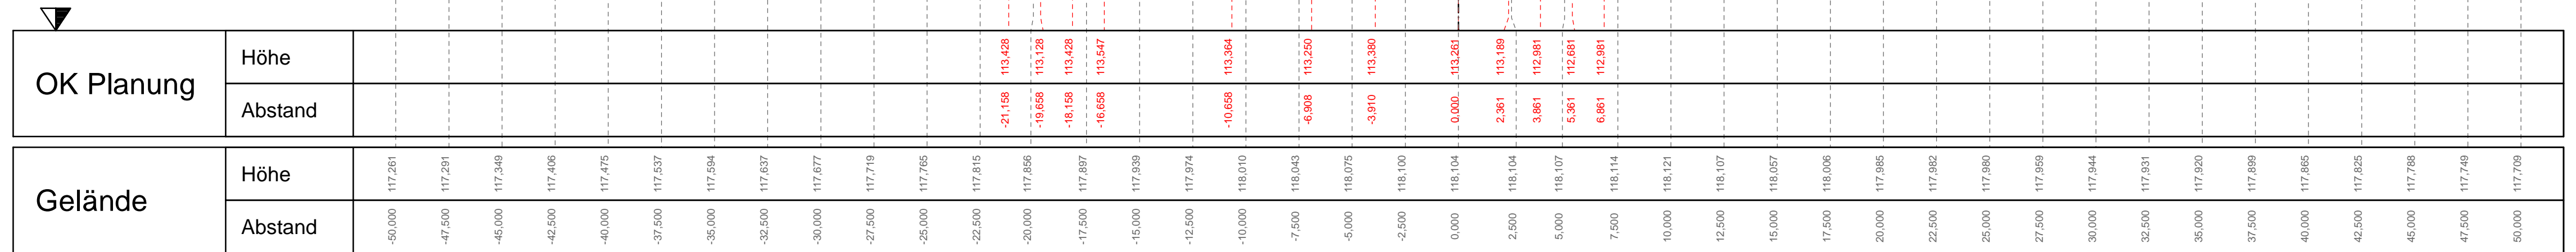 OK Planung
Höhe 113,428 113,128 113,428 113,547 113,364 113,250 113,380 113,261 113,189 112,981 112,681 112,981
Abstand -21,158 -19,658 -18,158 -16,658 -10,658 -6,908 -3,910 0,000 2,361 3,861 5,361 6,861
Gelände
Höhe 117,261 117,291 117,349 117,406 117,475 117,537 117,594 117,637 117,677 117,719 117,765 117,815 117,856 117,897 117,939 117,974 118,010 118,043 118,075 118,100 118,104 118,104 118,107 118,114 118,121 118,107 118,057 118,006 117,985 117,982 117,980 117,959 117,944 117,931 117,920 117,899 117,865 117,825 117,788 117,749 117,709
Abstand -50,000 -47,500 -45,000 -42,500 -40,000 -37,500 -35,000 -32,500 -30,000 -27,500 -25,000 -22,500 -20,000 -17,500 -15,000 -12,500 -10,000 -7,500 -5,000 -2,500 0,000 2,500 5,000 7,500 10,000 12,500 15,000 17,500 20,000 22,500 25,000 27,500 30,000 32,500 35,000 37,500 40,000 42,500 45,000 47,500 50,000